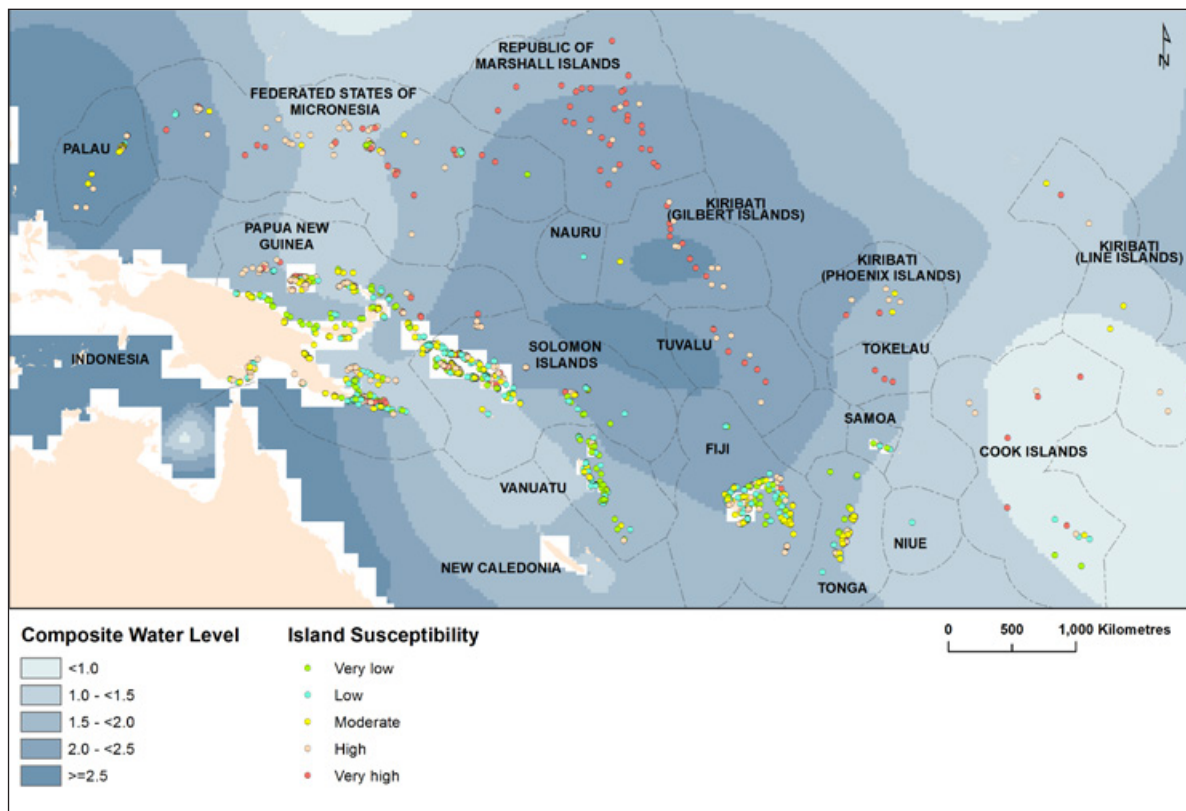 REPUBLIC OF
MARSHALL ISLANDS
N
FEDERATED STATES OF
MICRONESIA
PALAU
PAPUA NEW
GUINEA
NAURU
KIRIBATI
(GILBERT ISLANDS)
KIRIBATI
(PHOENIX ISLANDS)
KIRIBATI
(LINE ISLANDS)
INDONESIA
SOLOMON
ISLANDS
TUVALU
TOKELAU
SAMOA
FIJI
COOK ISLANDS
VANUATU
NIUE
NEW CALEDONIA
TONGA
Composite Water Level
<1.0
1.0 - <1.5
1.5 - <2.0
2.0 - <2.5
>=2.5
Island Susceptibility
Very low
Low
Moderate
High
Very high
0 500 1,000 Kilometres